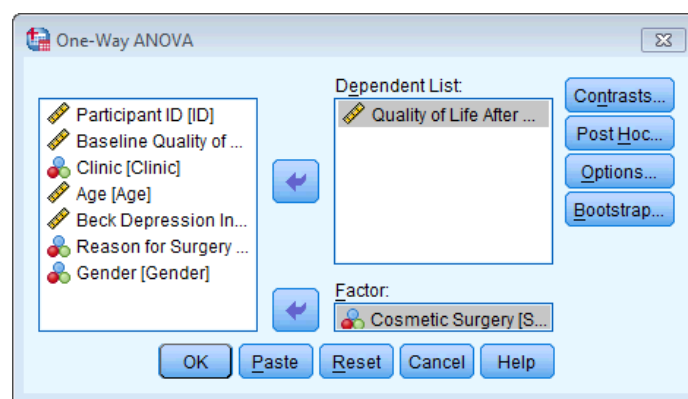 One-Way ANOVA
Participant ID [ID]
Baseline Quality of ...
Clinic [Clinic]
Age [Age]
Beck Depression In...
Reason for Surgery ...
Gender [Gender]
Dependent List:
Quality of Life After ...
Factor:
Cosmetic Surgery [S...
Contrasts...
Post Hoc...
Options...
Bootstrap...
OK
Paste
Reset
Cancel
Help